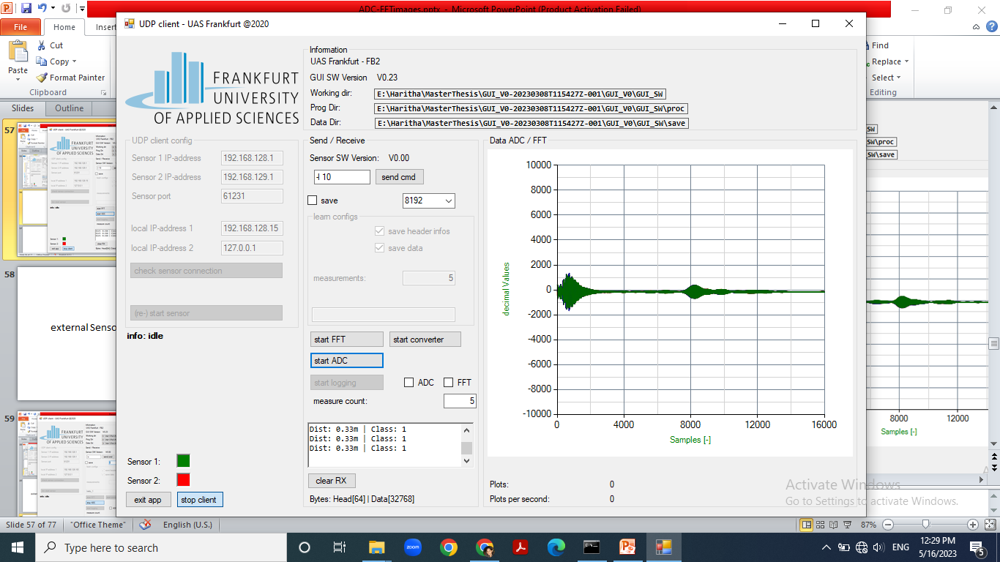 ADC-FFTimages.pptx - Microsoft PowerPoint (Product Activation Failed)
File
Home
Insert
Paste
Cut
Copy
Format Painter
Clipboard
Find
Replace
Select
Editing
Slides
Outline
57
58
external Senso
59
UDP client - UAS Frankfurt @2020
FRANKFURT
UNIVERSITY
OF APPLIED SCIENCES
Information
UAS Frankfurt - FB2
GUI SW Version V0.23
Working dir: E:\Haritha\MasterThesis\GUI_V0-20230308T115427Z-001\GUI_V0\GUI_SW
Prog Dir: E:\Haritha\MasterThesis\GUI_V0-20230308T115427Z-001\GUI_V0\GUI_SW\proc
Data Dir: E:\Haritha\MasterThesis\GUI_V0-20230308T115427Z-001\GUI_V0\GUI_SW\save
UDP client config
Sensor 1 IP-address 192.168.128.1
Sensor 2 IP-address 192.168.129.1
Sensor port 61231
local IP-address 1 192.168.128.15
local IP-address 2 127.0.0.1
check sensor connection
(re-) start sensor
info: idle
Sensor 1:
Sensor 2:
exit app
stop client
Send / Receive
Sensor SW Version: V0.00
-l 10
send cmd
save
8192
learn configs
save header infos
save data
measurements: 5
start FFT
start converter
start ADC
start logging
ADC
FFT
measure count: 5
Dist: 0.33m | Class: 1
Dist: 0.33m | Class: 1
Dist: 0.33m | Class: 1
clear RX
Bytes: Head[64] | Data[32768]
Data ADC / FFT
10000
8000
6000
4000
2000
0
-2000
-4000
-6000
-8000
-10000
decimal Values
0 4000 8000 12000 16000
Samples [-]
Plots: 0
Plots per second: 0
SW
SW\proc
SW\save
8000 12000
Samples [-]
Activate Windows
Go to Settings to activate Windows.
Slide 57 of 77
"Office Theme"
English (U.S.)
87%
Type here to search
zoom
ENG
12:29 PM
5/16/2023
5